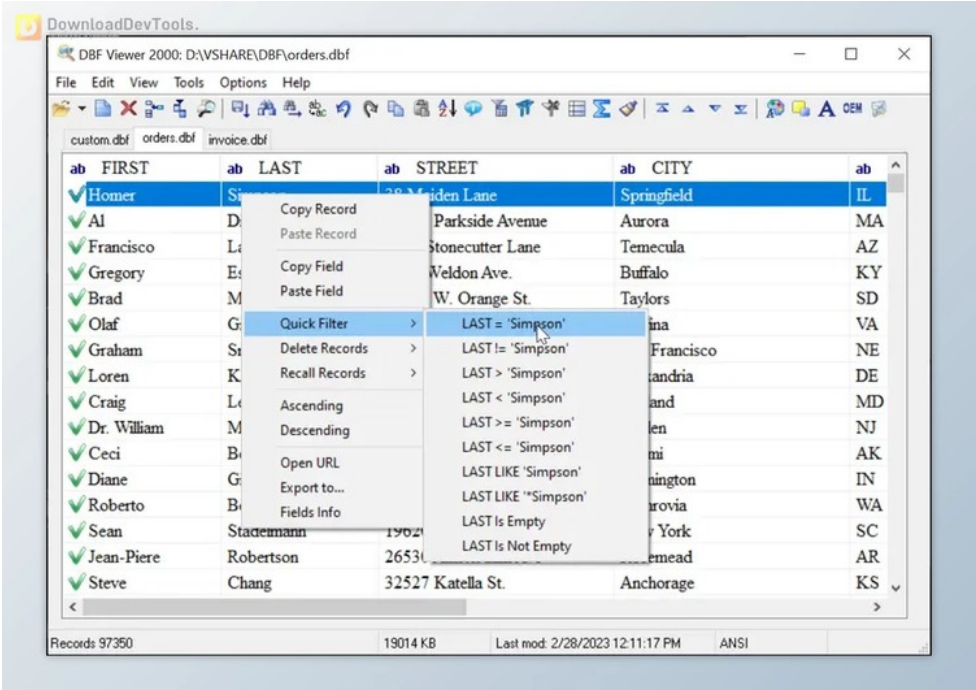 DownloadDevTools.
DBF Viewer 2000: D:\VSHARE\DBF\orders.dbf
File Edit View Tools Options Help
A OEM
custom.dbf orders.dbf invoice.dbf
ab FIRST ab LAST ab STREET ab CITY ab
Homer Maiden Lane Springfield IL
Al Parkside Avenue Aurora MA
Francisco Stonecutter Lane Temecula AZ
Gregory Weldon Ave. Buffalo KY
Brad W. Orange St. Taylors SD
Olaf VA
Graham Francisco NE
Loren DE
Craig MD
Dr. William NJ
Ceci AK
Diane IN
Roberto WA
Sean Stadelmann York SC
Jean-Piere Robertson AR
Steve Chang 32527 Katella St. Anchorage KS
Copy Record
Paste Record
Copy Field
Paste Field
Quick Filter
Delete Records
Recall Records
Ascending
Descending
Open URL
Export to...
Fields Info
LAST = 'Simpson'
LAST != 'Simpson'
LAST > 'Simpson'
LAST < 'Simpson'
LAST >= 'Simpson'
LAST <= 'Simpson'
LAST LIKE 'Simpson'
LAST LIKE '*Simpson'
LAST Is Empty
LAST Is Not Empty
Records 97350 19014 KB Last mod: 2/28/2023 12:11:17 PM ANSI